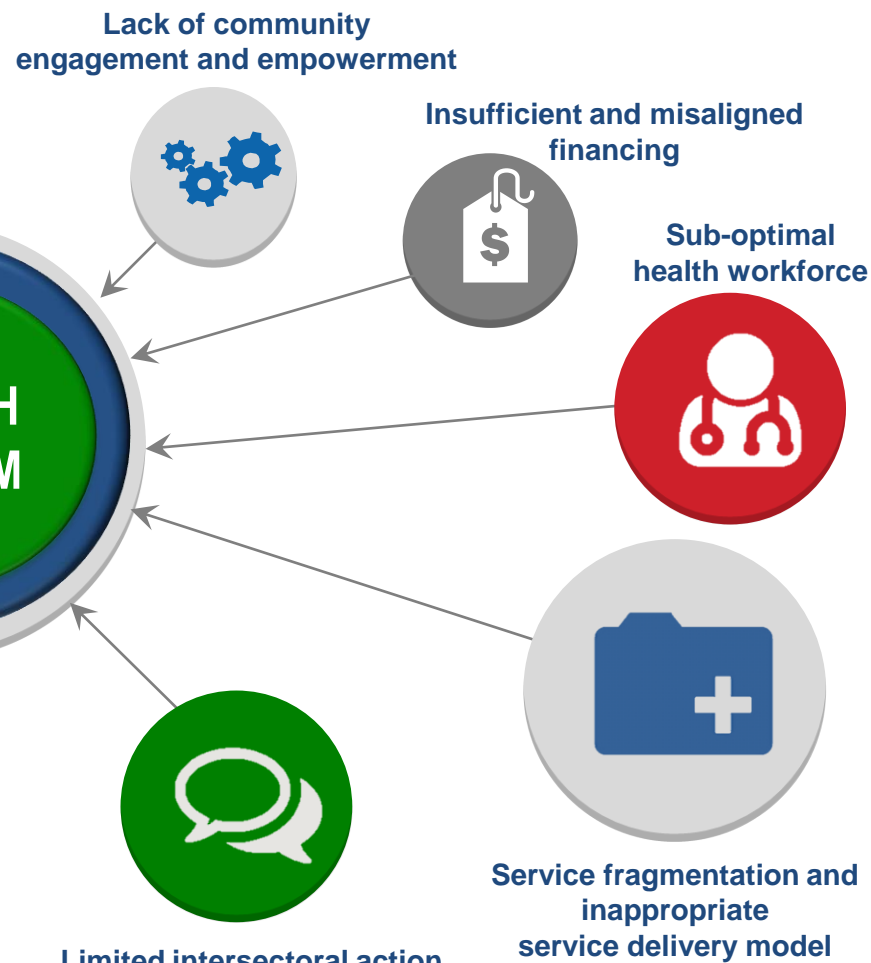 Lack of community
engagement and empowerment
Insufficient and misaligned
financing
$
Sub-optimal
health workforce
H
M
Service fragmentation and
inappropriate
service delivery model
Limited intersectoral action